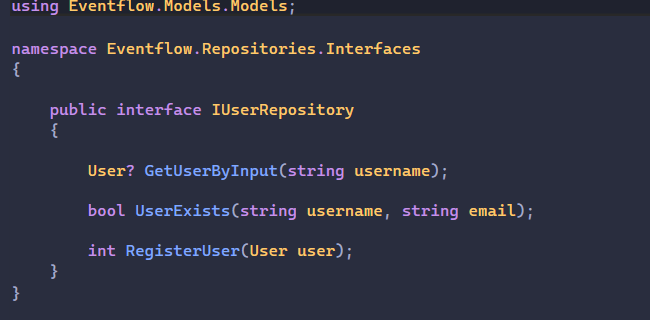 using Eventflow.Models.Models;
namespace Eventflow.Repositories.Interfaces
{
public interface IUserRepository
{
User? GetUserByInput(string username);
bool UserExists(string username, string email);
int RegisterUser(User user);
}
}